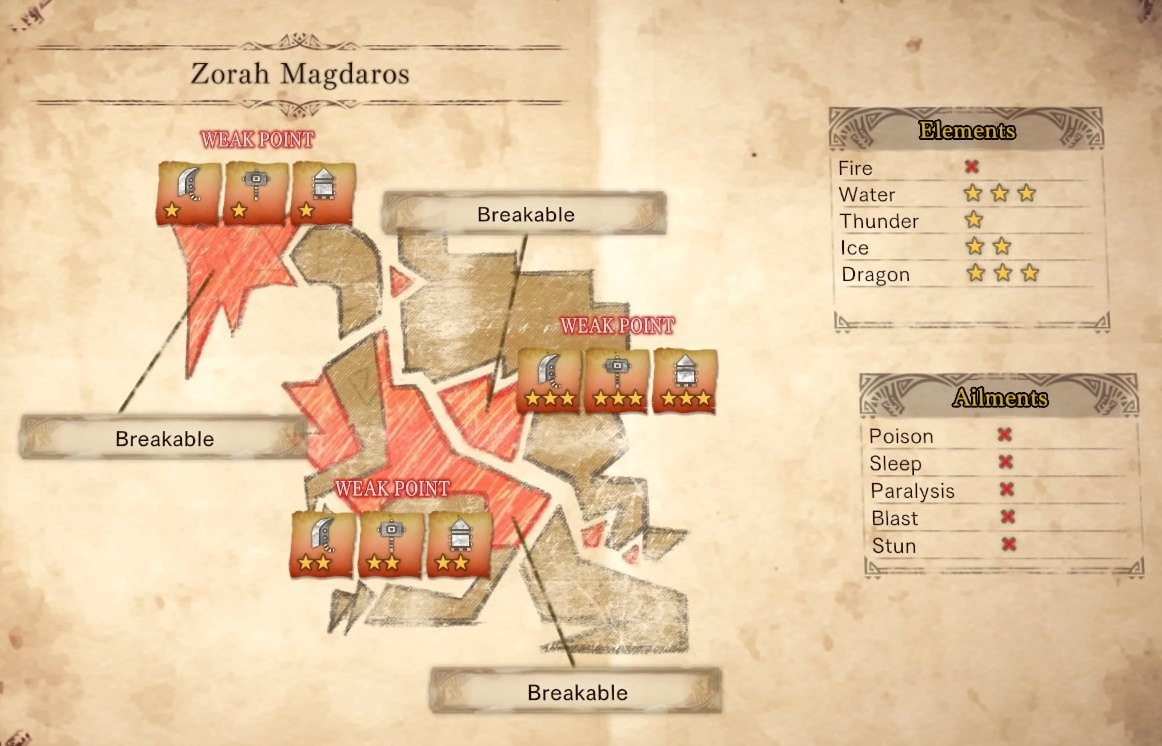 Zorah Magdaros
WEAK POINT
Breakable
WEAK POINT
Breakable
WEAK POINT
Breakable
Elements
Fire
Water
Thunder
Ice
Dragon
Ailments
Poison
Sleep
Paralysis
Blast
Stun